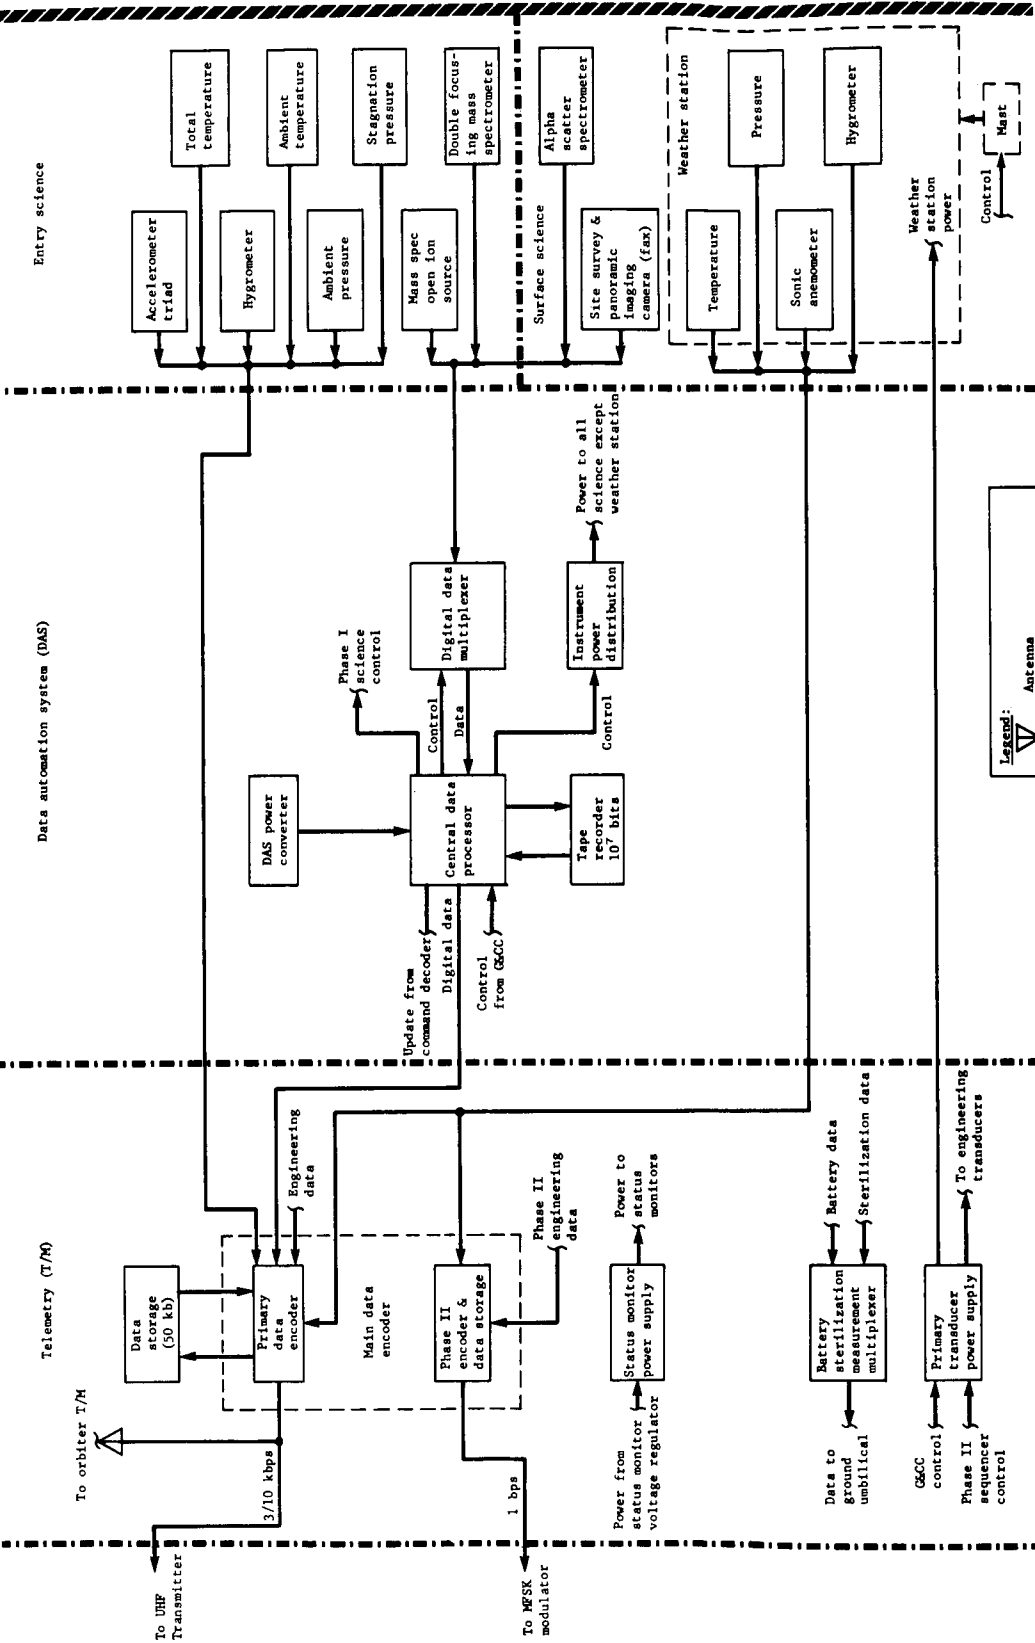 Entry science
Accelerometer
triad
Total
temperature
Hygrometer
Ambient
temperature
Ambient
pressure
Stagnation
pressure
Mass spec
open ion
source
Double focus-
ing mass
spectrometer
Surface science
Alpha
scatter
spectrometer
Site survey &
panoramic
imaging
camera (fax)
Weather station
Temperature
Pressure
Sonic
anemometer
Hygrometer
Weather
station
power
Control
Mast
Data automation system (DAS)
DAS power
converter
Phase I
science
control
Central data
processor
Control
Data
Digital data
multiplexer
Update from
command decoder
Digital data
Control
from G&CC
Tape
recorder
10⁷ bits
Control
Instrument
power
distribution
Power to all
science except
weather station
Legend:
Antenna
Telemetry (T/M)
To orbiter T/M
Data
storage
(50 kb)
To UHF
Transmitter
3/10 kbps
Primary
data
encoder
Engineering
data
Main data
encoder
Phase II
encoder &
data storage
1 bps
To MFSK
modulator
Phase II
engineering
data
Power from
status monitor
voltage regulator
Status monitor
power supply
Power to
status
monitors
Data to
ground
umbilical
Battery
sterilization
measurement
multiplexer
Battery data
Sterilization data
G&CC
control
Phase II
sequencer
control
Primary
transducer
power supply
To engineering
transducers